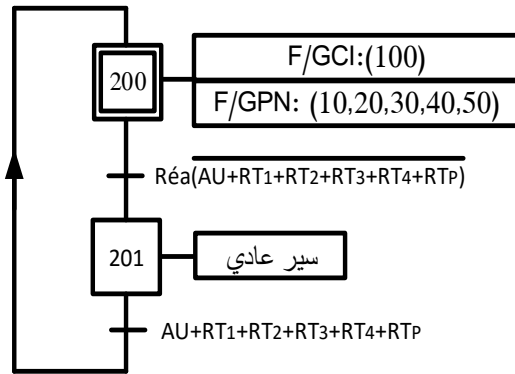 200
F/GCI:(100)
F/GPN: (10,20,30,40,50)
Réa(AU+RT1+RT2+RT3+RT4+RTP)
201
سير عادي
AU+RT1+RT2+RT3+RT4+RTP